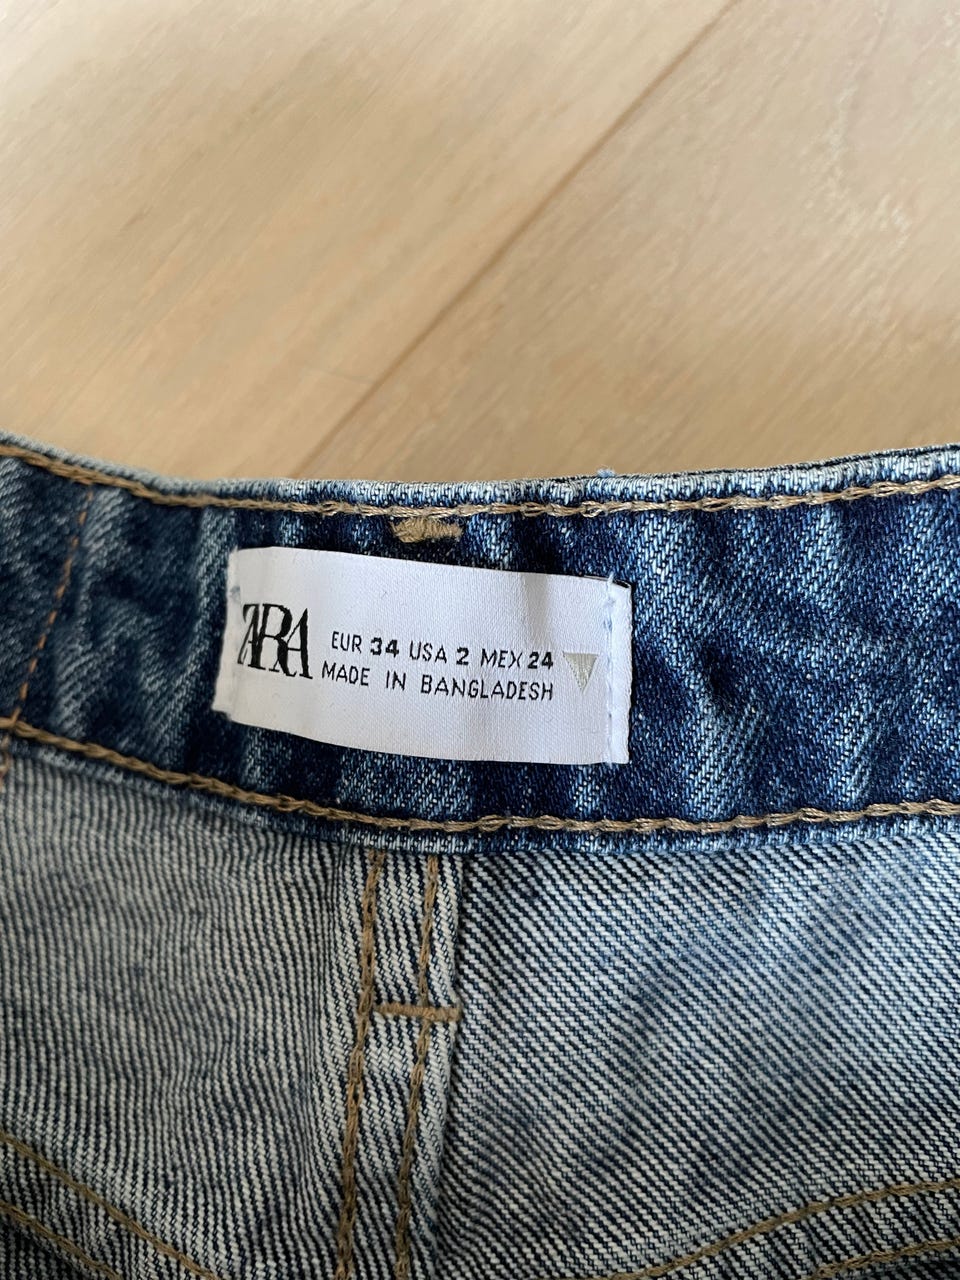 ZARA
EUR 34 USA 2 MEX 24
MADE IN BANGLADESH